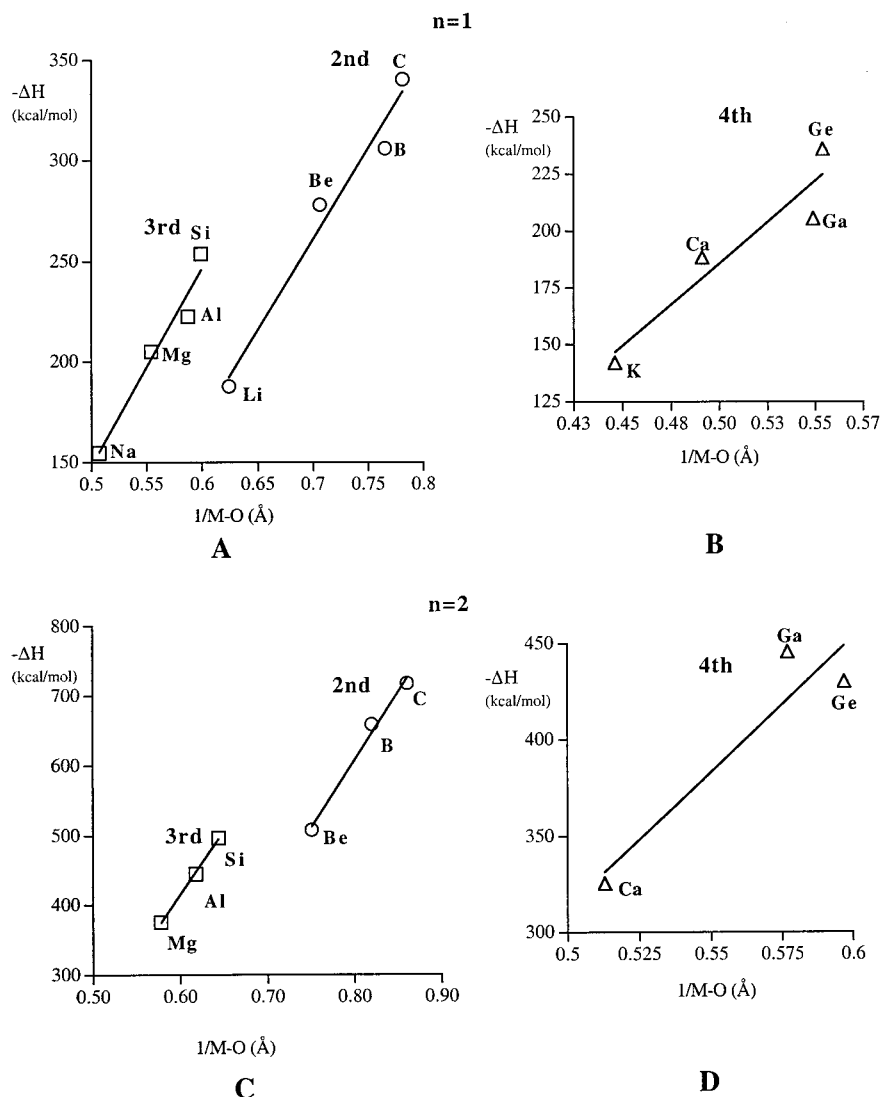 n=1
350
-ΔH
(kcal/mol)
300
250
200
150
2nd
C
B
Be
3rd
Si
Al
Mg
Li
Na
0.5 0.55 0.6 0.65 0.7 0.75 0.8
1/M-O (Å)
A
250
-ΔH
(kcal/mol)
225
200
175
150
125
4th
Ge
Ca
Ga
K
0.43 0.45 0.48 0.50 0.53 0.55 0.57
1/M-O (Å)
B
n=2
800
-ΔH
(kcal/mol)
700
600
500
400
300
2nd
C
B
3rd
Si
Be
Al
Mg
0.50 0.60 0.70 0.80 0.90
1/M-O (Å)
C
450
-ΔH
(kcal/mol)
400
350
300
Ga
4th
Ge
Ca
0.5 0.525 0.55 0.575 0.6
1/M-O (Å)
D